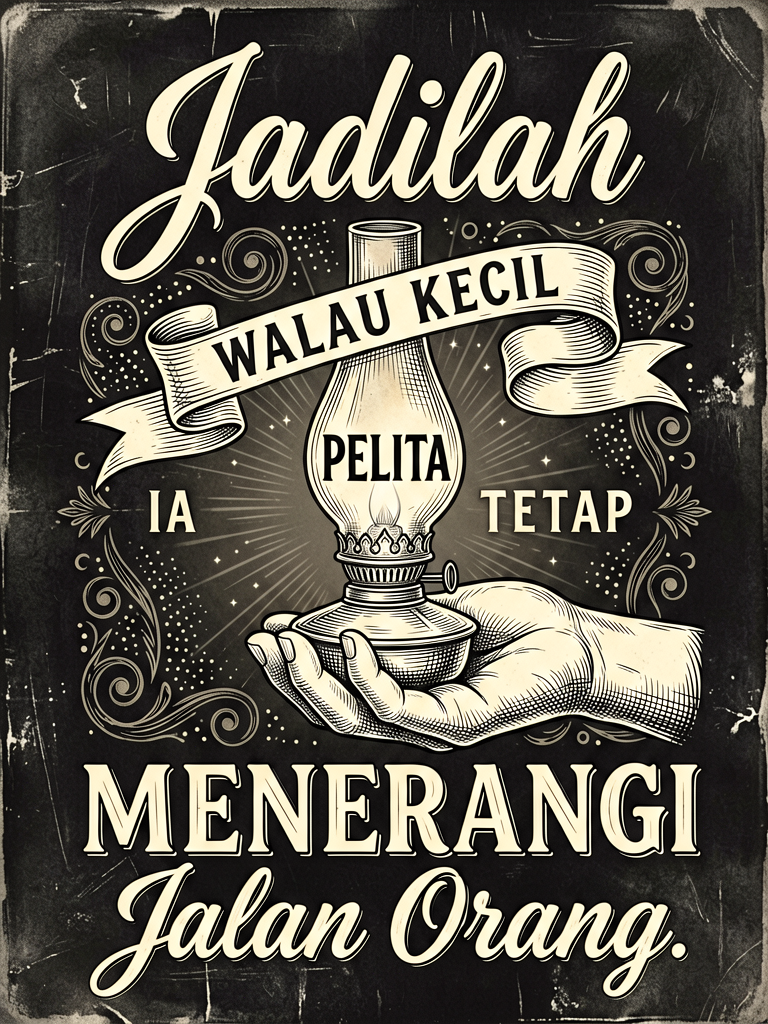 Jadilah
WALAU KECIL
PELITA
IA TETAP
MENERANGI
Jalan Orang.